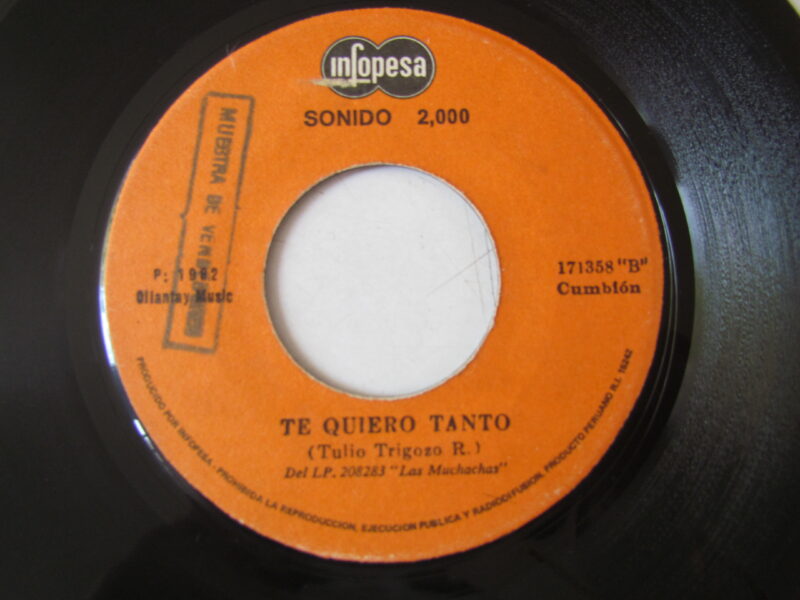 infopesa
SONIDO 2,000
MUESTRA DE
P: 1982
Ollantay Music
171358 "B"
Cumbión
TE QUIERO TANTO
(Tulio Trigozo R.)
Del LP. 208283 "Las Muchachas"
PRODUCIDO POR INFOPESA - PROHIBIDA LA REPRODUCCION, EJECUCION PUBLICA Y RADIODIFUSION, PRODUCTO PERUANO R.I. 16242